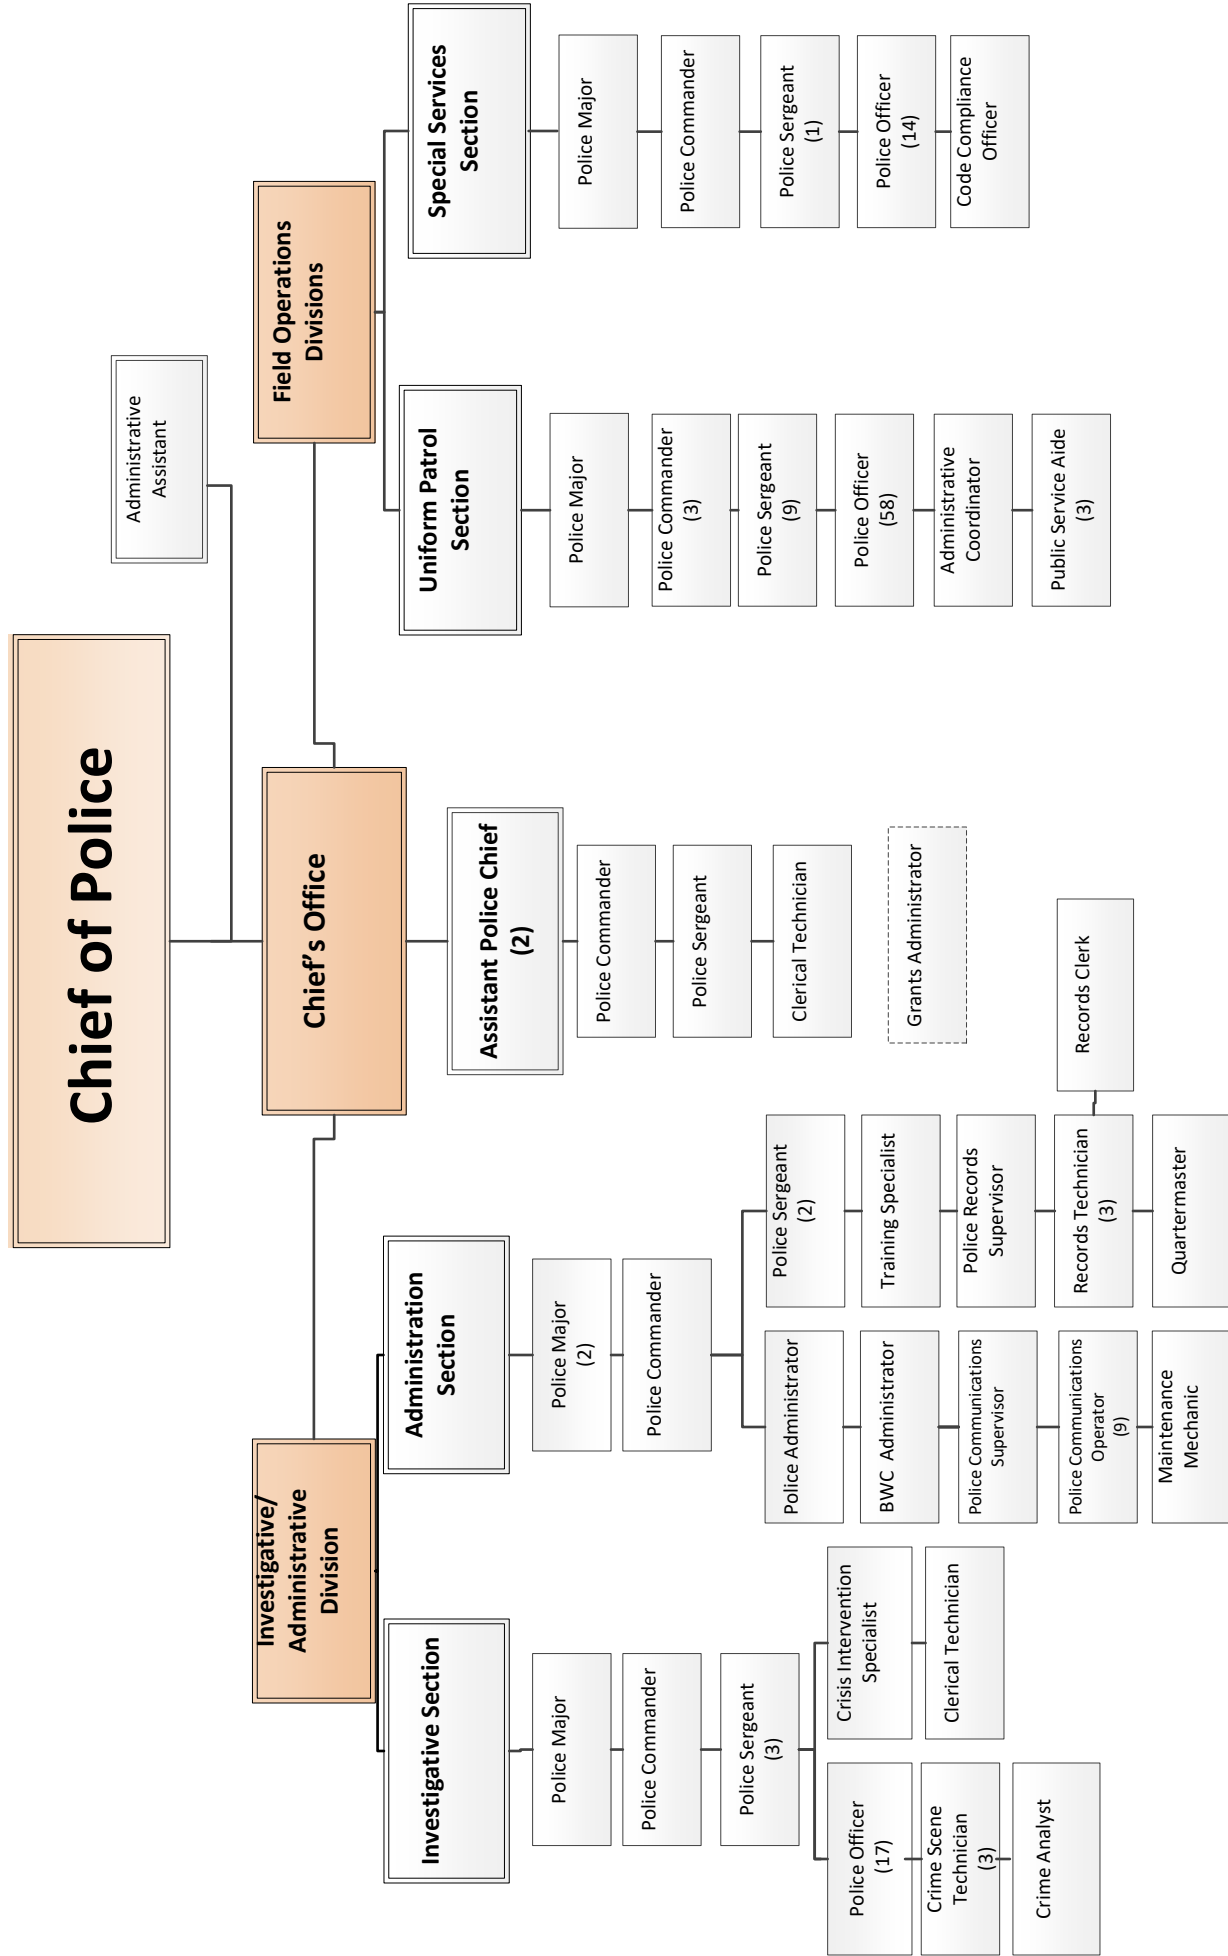 Chief of Police
Administrative
Assistant
Investigative/
Administrative
Division
Chief's Office
Field Operations
Divisions
Investigative Section
Police Major
Police Commander
Police Sergeant
(3)
Police Officer
(17)
Crime Scene
Technician
(3)
Crime Analyst
Crisis Intervention
Specialist
Clerical Technician
Administration
Section
Police Major
(2)
Police Commander
Police Administrator
BWC Administrator
Police Communications
Supervisor
Police Communications
Operator
(9)
Maintenance
Mechanic
Police Sergeant
(2)
Training Specialist
Police Records
Supervisor
Records Technician
(3)
Quartermaster
Records Clerk
Assistant Police Chief
(2)
Police Commander
Police Sergeant
Clerical Technician
Grants Administrator
Uniform Patrol
Section
Police Major
Police Commander
(3)
Police Sergeant
(9)
Police Officer
(58)
Administrative
Coordinator
Public Service Aide
(3)
Special Services
Section
Police Major
Police Commander
Police Sergeant
(1)
Police Officer
(14)
Code Compliance
Officer